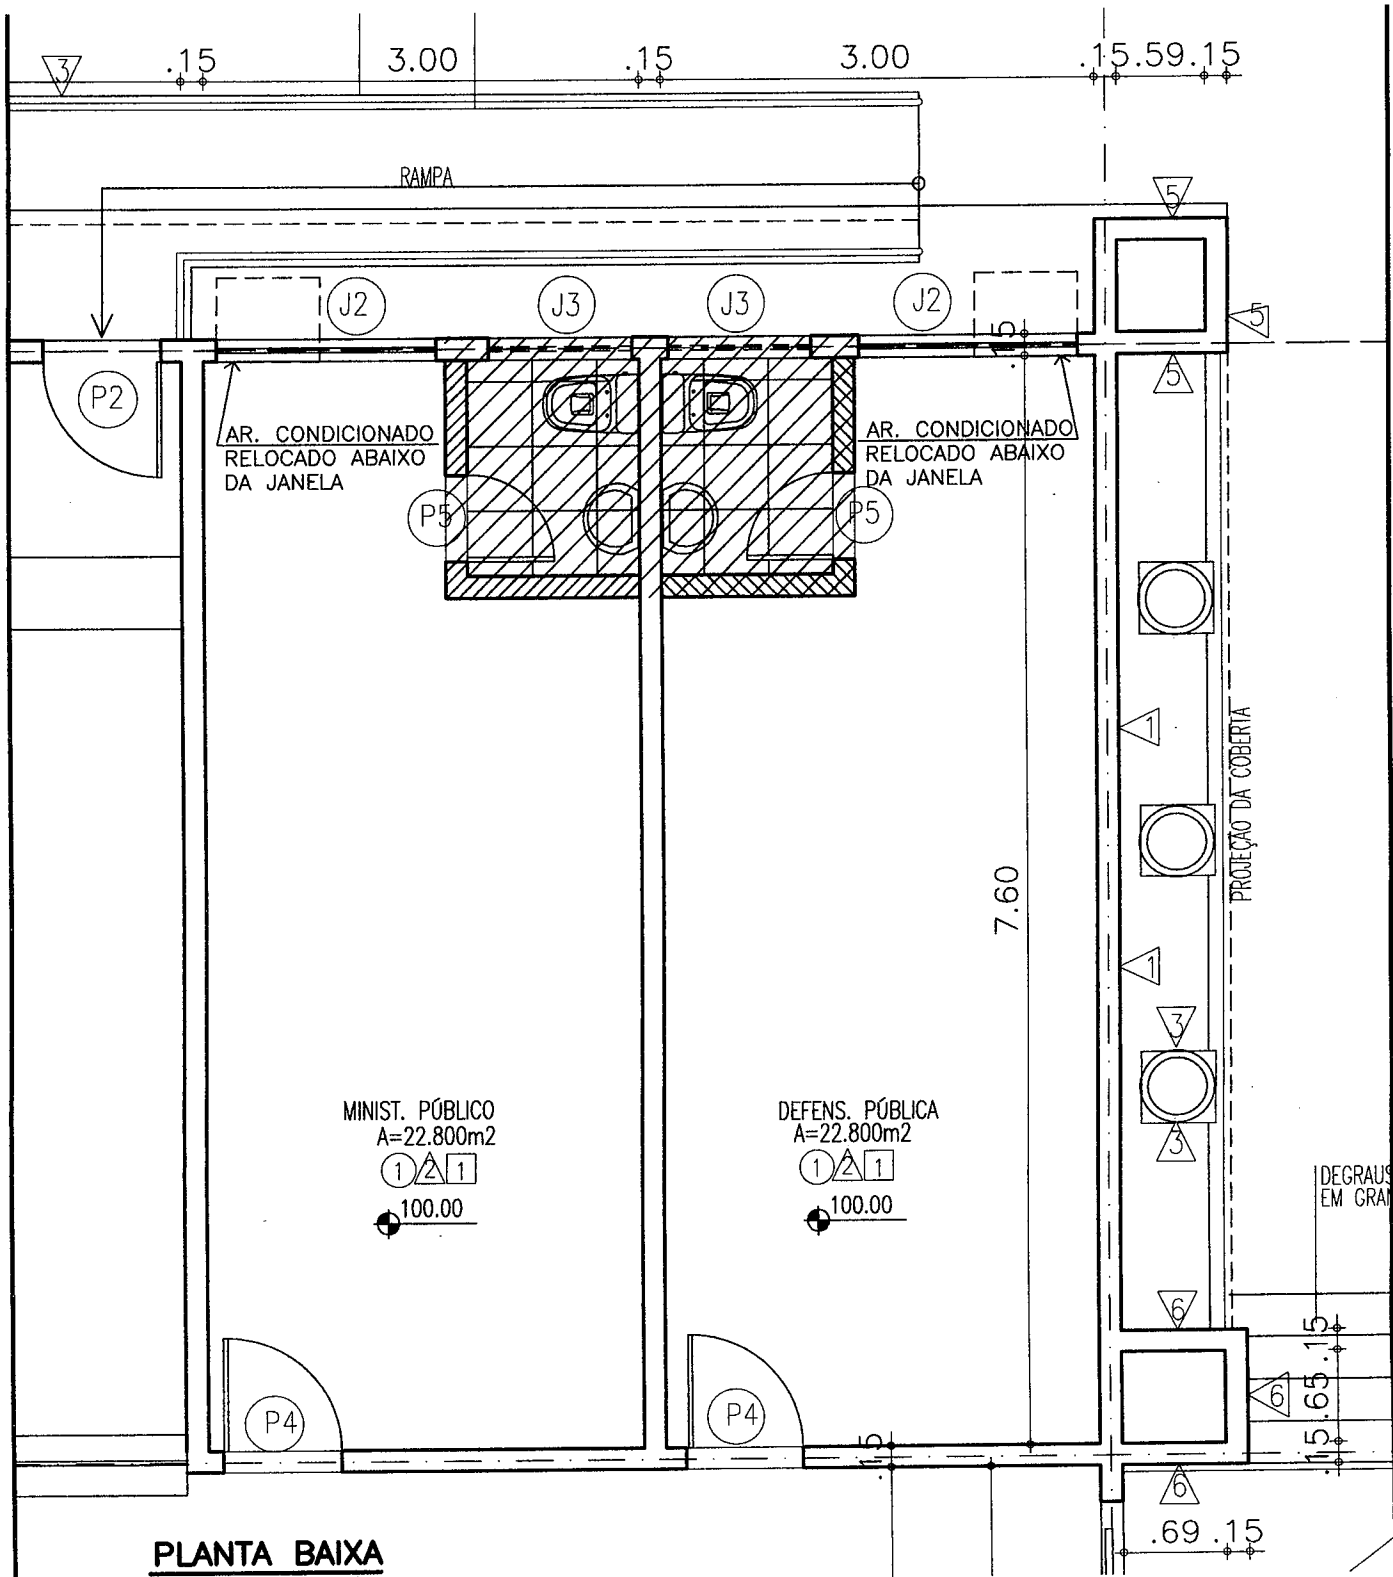 .15 3.00 .15 3.00 .15 .59 .15
3
RAMPA
5
J2 J3 J3 J2
5
.15
P2
5
AR. CONDICIONADO
RELOCADO ABAIXO
DA JANELA
AR. CONDICIONADO
RELOCADO ABAIXO
DA JANELA
P5 P5
1
PROJEÇÃO DA COBERTA
7.60
1
3
MINIST. PÚBLICO
A=22.800m2
1 2 1
100.00
DEFENS. PÚBLICA
A=22.800m2
1 2 1
100.00
3
DEGRAUS
EM GRAN
6
.15
.65
.15
6
P4 P4
.15
6
.69 .15
PLANTA BAIXA